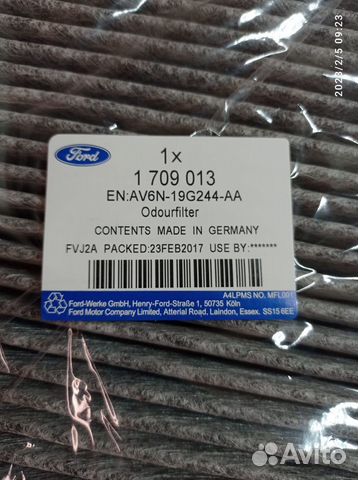 2023/2/5 09:23
Ford
1x
1 709 013
EN:AV6N-19G244-AA
Odourfilter
CONTENTS MADE IN GERMANY
FVJ2A PACKED:23FEB2017 USE BY:*******
A4LPMS NO. MFL001
Ford-Werke GmbH, Henry-Ford-Straße 1, 50735 Köln
Ford Motor Company Limited, Arterial Road, Laindon, Essex. SS15 6EE
Avito